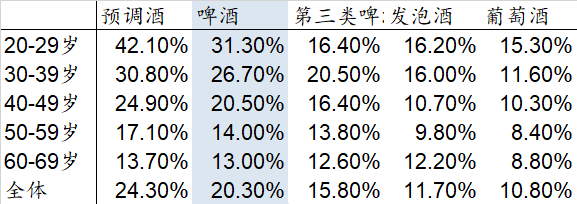 预调酒 啤酒 第三类啤 发泡酒 葡萄酒
20-29岁 42.10% 31.30% 16.40% 16.20% 15.30%
30-39岁 30.80% 26.70% 20.50% 16.00% 11.60%
40-49岁 24.90% 20.50% 16.40% 10.70% 10.30%
50-59岁 17.10% 14.00% 13.80% 9.80% 8.40%
60-69岁 13.70% 13.00% 12.60% 12.20% 8.80%
全体 24.30% 20.30% 15.80% 11.70% 10.80%